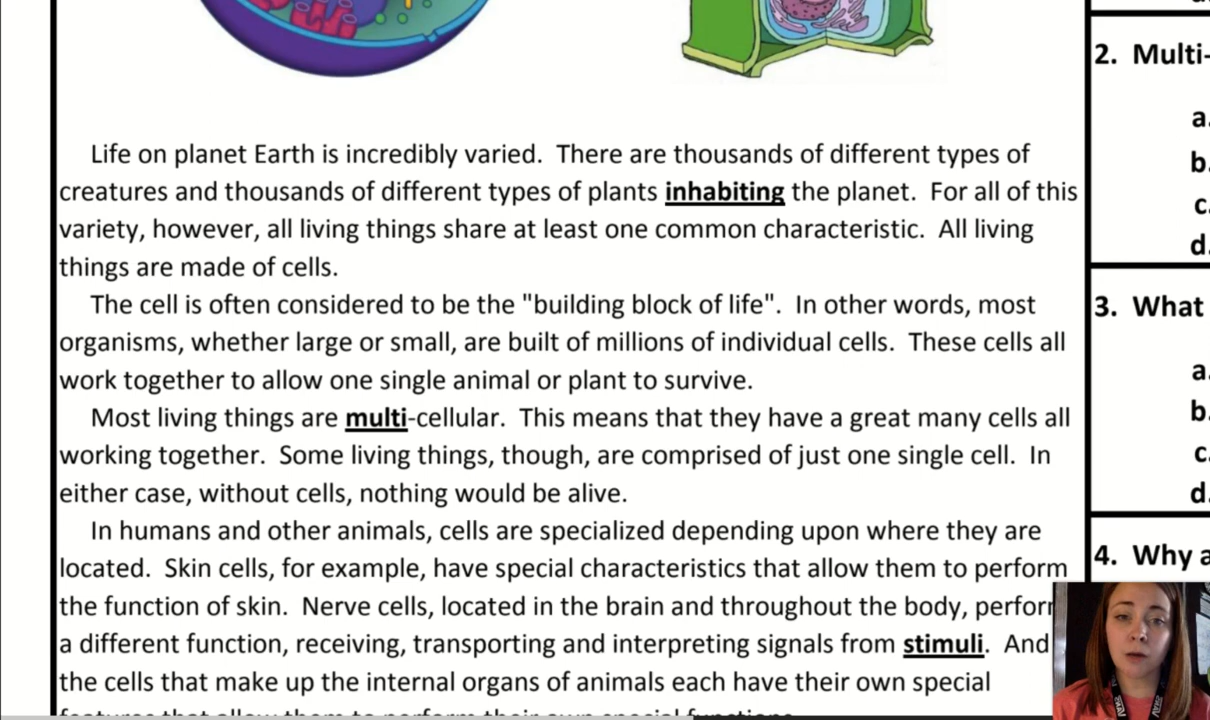 Life on planet Earth is incredibly varied.  There are thousands of different types of
creatures and thousands of different types of plants inhabiting the planet.  For all of this
variety, however, all living things share at least one common characteristic.  All living
things are made of cells.
The cell is often considered to be the "building block of life".  In other words, most
organisms, whether large or small, are built of millions of individual cells.  These cells all
work together to allow one single animal or plant to survive.
Most living things are multi-cellular.  This means that they have a great many cells all
working together.  Some living things, though, are comprised of just one single cell.  In
either case, without cells, nothing would be alive.
In humans and other animals, cells are specialized depending upon where they are
located.  Skin cells, for example, have special characteristics that allow them to perform
the function of skin.  Nerve cells, located in the brain and throughout the body, perfor
a different function, receiving, transporting and interpreting signals from stimuli.  And
the cells that make up the internal organs of animals each have their own special
features that allow them to perform their own special functions.
2.  Multi-
a.
b.
c.
d.
3.  What
a.
b.
c.
d.
4.  Why a